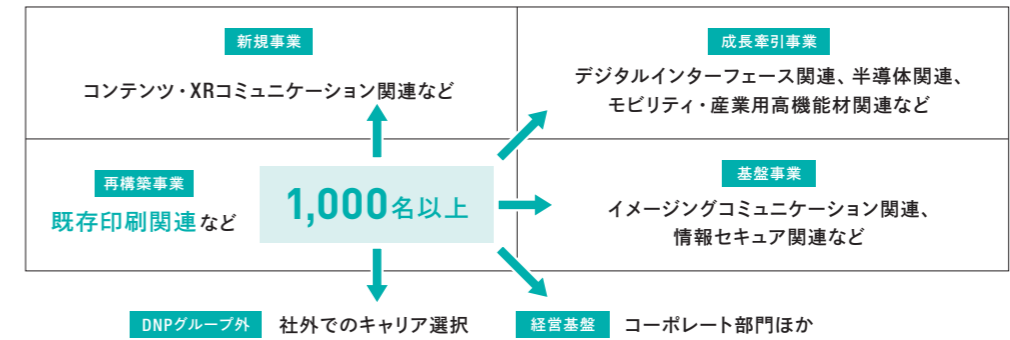 新規事業
コンテンツ・XRコミュニケーション関連など
成長牽引事業
デジタルインターフェース関連、半導体関連、
モビリティ・産業用高機能材関連など
再構築事業
既存印刷関連など
1,000名以上
基盤事業
イメージングコミュニケーション関連、
情報セキュア関連など
DNPグループ外 社外でのキャリア選択
経営基盤 コーポレート部門ほか